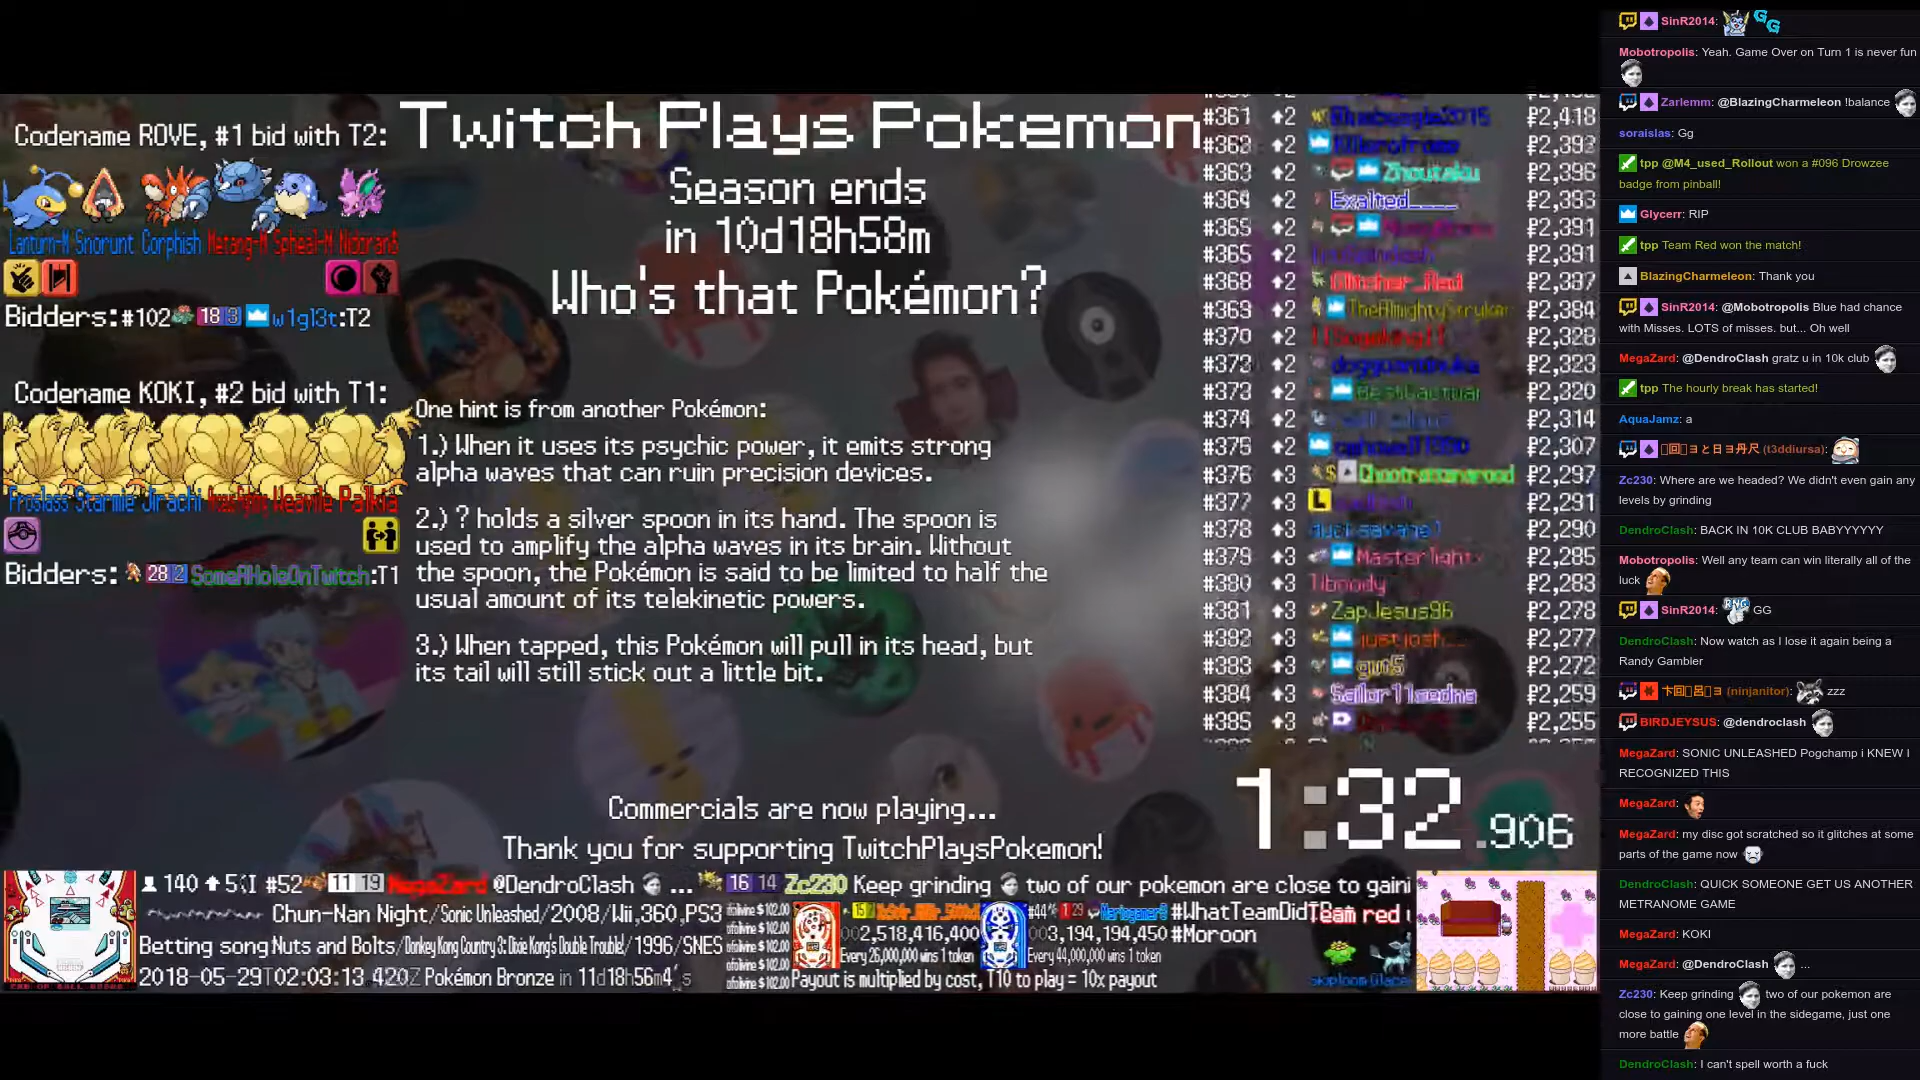 Twitch Plays Pokemon
Season ends
in 10d18h58m
Who's that Pokémon?
Codename ROVE, #1 bid with T2:
Lanturn-M Snorunt Corphish Metang-M Spheal-M
Bidders:#102 18 3 w1gl3t:T2
Codename KOKI, #2 bid with T1:
Froslass Starmie Jirachi Weavile Palkia
Bidders: 28 2 SomeAHoleOnTwitch:T1
One hint is from another Pokémon:
1.) When it uses its psychic power, it emits strong
alpha waves that can ruin precision devices.
2.) ? holds a silver spoon in its hand. The spoon is
used to amplify the alpha waves in its brain. Without
the spoon, the Pokémon is said to be limited to half the
usual amount of its telekinetic powers.
3.) When tapped, this Pokémon will pull in its head, but
its tail will still stick out a little bit.
Commercials are now playing...
Thank you for supporting TwitchPlaysPokemon!
#361 2 ₽2,418
2
#363 2 Zhoutaku ₽2,396
#364 2 Exalted____ ₽2,393
#365 2 ₽2,391
#365 2 ₽2,391
#368 2 Glitcher_Red ₽2,387
#369 2 ₽2,384
#370 2 ₽2,328
#373 2 ₽2,323
#373 2 ₽2,320
#374 2 ₽2,314
#375 2 ₽2,307
#376 3 ₽2,297
#377 3 ₽2,291
#378 3 ₽2,290
#379 3 Masterlight ₽2,285
#380 3 ₽2,283
#381 3 ZapJesus96 ₽2,278
3 ₽2,277
#383 3 ₽2,272
#384 3 ₽2,259
#385 3 ₽2,255
1:32.906
140 #52 11 19 MegaZard @DendroClash ... 16 14 Zc230 Keep grinding two of our pokemon are close to gaini
Chun-Nan Night/Sonic Unleashed/2008/Wii,360,PS3
Betting song Nuts and Bolts/Donkey Kong Country 3: Dixie Kong's Double Trouble!/1996/SNES
2018-05-29T02:03:13.420Z Pokémon Bronze in 11d18h56m4 s
2,518,416,400
Every 26,000,000 wins 1 token
#44 1 29
003,194,194,450
Every 44,000,000 wins 1 token
Payout is multiplied by cost, T10 to play = 10x payout
#Moroon
Team red
SinR2014: GG
Mobotropolis: Yeah. Game Over on Turn 1 is never fun
Zarlemm: @BlazingCharmeleon !balance
soraislas: Gg
tpp @M4_used_Rollout won a #096 Drowzee
badge from pinball!
Glycerr: RIP
tpp Team Red won the match!
BlazingCharmeleon: Thank you
SinR2014: @Mobotropolis Blue had chance
with Misses. LOTS of misses. but... Oh well
MegaZard: @DendroClash gratz u in 10k club
tpp The hourly break has started!
AquaJamz: a
(t3ddiursa):
Zc230: Where are we headed? We didn't even gain any
levels by grinding
DendroClash: BACK IN 10K CLUB BABYYYYYY
Mobotropolis: Well any team can win literally all of the
luck
SinR2014: GG
DendroClash: Now watch as I lose it again being a
Randy Gambler
(ninjanitor): zzz
BIRDJEYSUS: @dendroclash
MegaZard: SONIC UNLEASHED Pogchamp i KNEW I
RECOGNIZED THIS
MegaZard:
MegaZard: my disc got scratched so it glitches at some
parts of the game now
DendroClash: QUICK SOMEONE GET US ANOTHER
METRANOME GAME
MegaZard: KOKI
MegaZard: @DendroClash ...
Zc230: Keep grinding two of our pokemon are
close to gaining one level in the sidegame, just one
more battle
DendroClash: I can't spell worth a fuck